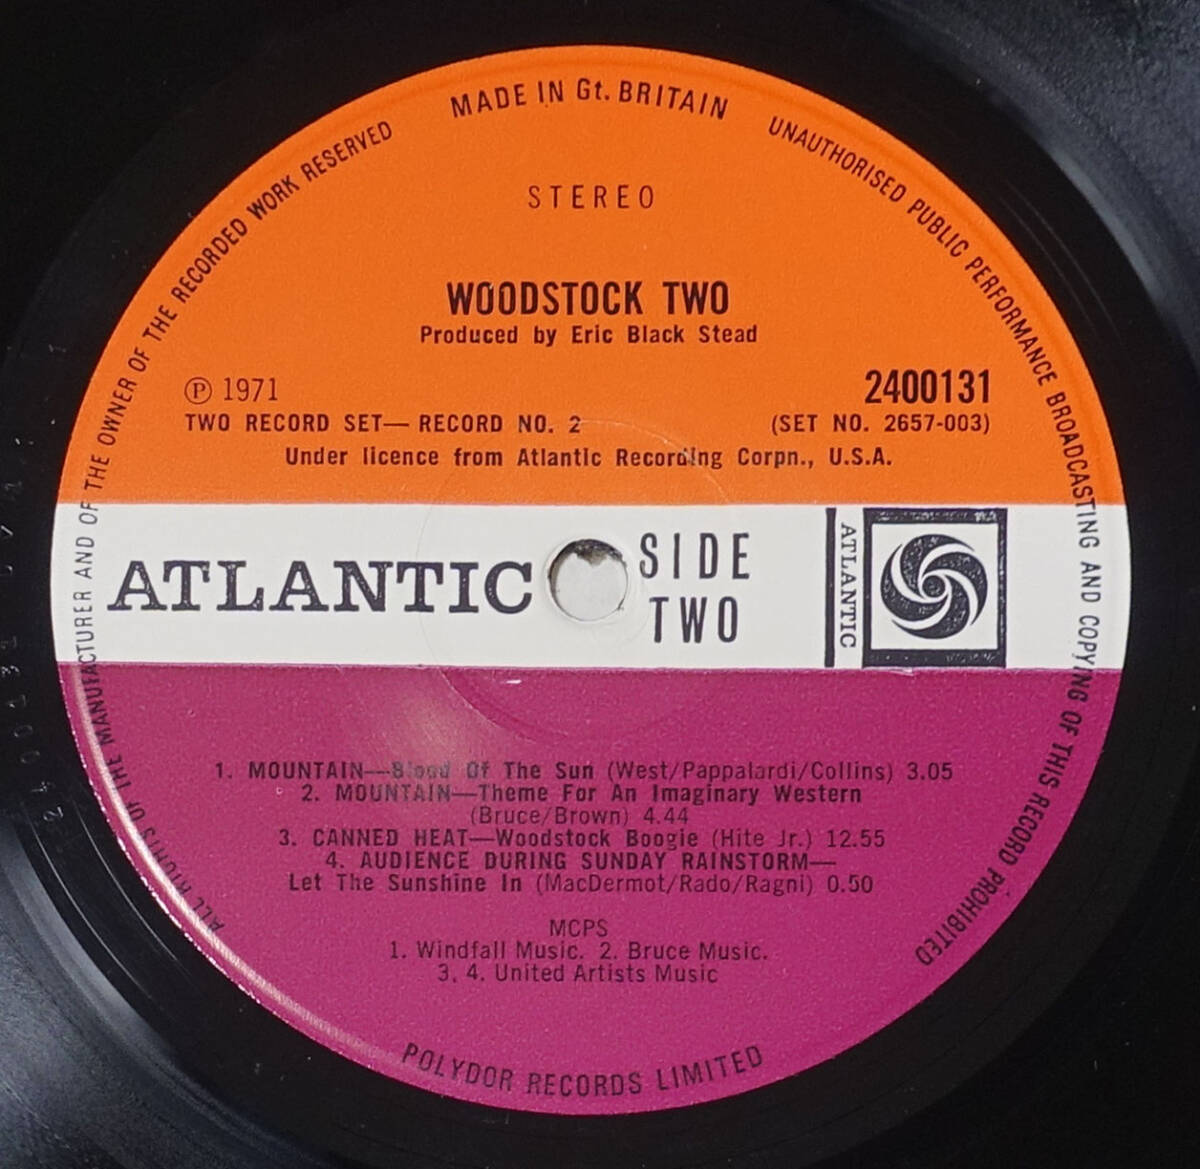 MADE IN Gt. BRITAIN
UNAUTHORISED PUBLIC PERFORMANCE BROADCASTING AND COPYING OF THIS RECORD PROHIBITED
ALL RIGHTS OF THE MANUFACTURER AND OF THE OWNER OF THE RECORDED WORK RESERVED
STEREO
WOODSTOCK TWO
Produced by Eric Black Stead
℗ 1971
2400131
TWO RECORD SET—RECORD NO. 2
(SET NO. 2657-003)
Under licence from Atlantic Recording Corpn., U.S.A.
ATLANTIC
SIDE
TWO
ATLANTIC
1. MOUNTAIN—Blood Of The Sun (West/Pappalardi/Collins) 3.05
2. MOUNTAIN—Theme For An Imaginary Western
(Bruce/Brown) 4.44
3. CANNED HEAT—Woodstock Boogie (Hite Jr.) 12.55
4. AUDIENCE DURING SUNDAY RAINSTORM—
Let The Sunshine In (MacDermot/Rado/Ragni) 0.50
MCPS
1. Windfall Music. 2. Bruce Music.
3, 4. United Artists Music
POLYDOR RECORDS LIMITED